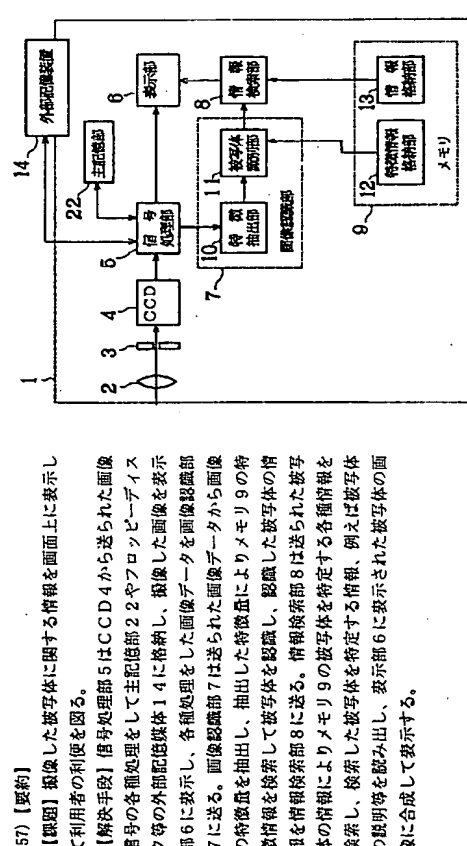 57)【要約】
【課題】 撮像した被写体に関する情報を画面上に表示し
て利用者の利便を図る。
【解決手段】 信号処理部5はCCD4から送られた画像
信号の各種処理をして主記憶部22やフロッピーディス
ク等の外部記憶媒体14に格納し、撮像した画像を表示
部6に表示し、各種処理をした画像データを画像認識部
7に送る。画像認識部7は送られた画像データから画像
の特徴量を抽出し、抽出した特徴量によりメモリ9の特
徴情報を検索して被写体を認識し、認識した被写体の情
報を情報検索部8に送る。情報検索部8は送られた被写
体の情報によりメモリ9の被写体を特定する各種情報を
検索し、検索した被写体を特定する情報、例えば被写体
の説明等を読み出し、表示部6に表示された被写体の画
像に合成して表示する。
1
2
3
4
CCD
5
信号
処理部
22
主記憶部
14
外部記憶装置
6
表示部
7
画像認識部
10
特徴
抽出部
11
被写体
識別部
8
情報
検索部
9
メモリ
12
特徴情報
格納部
13
情報
格納部